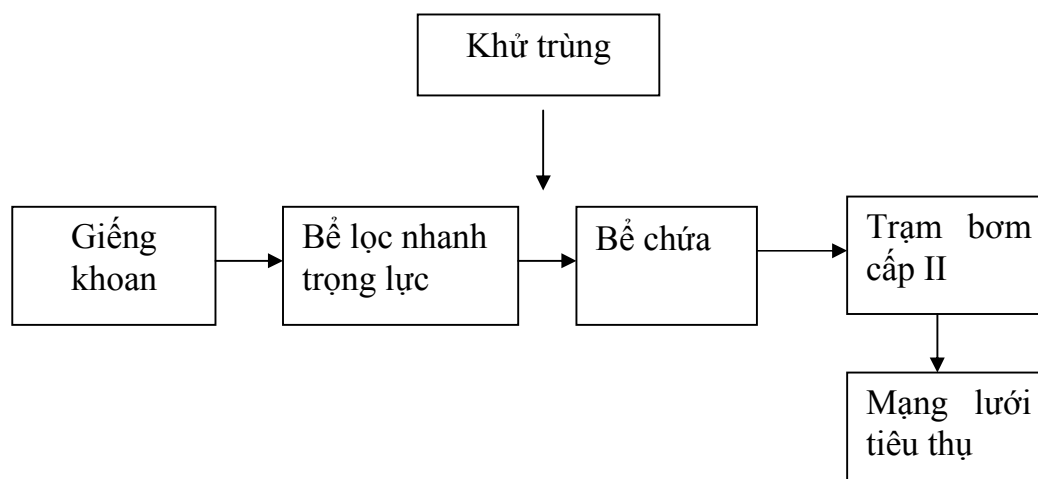 Khử trùng
Giếng
khoan
Bể lọc nhanh
trọng lực
Bể chứa
Trạm bơm
cấp II
Mạng lưới
tiêu thụ